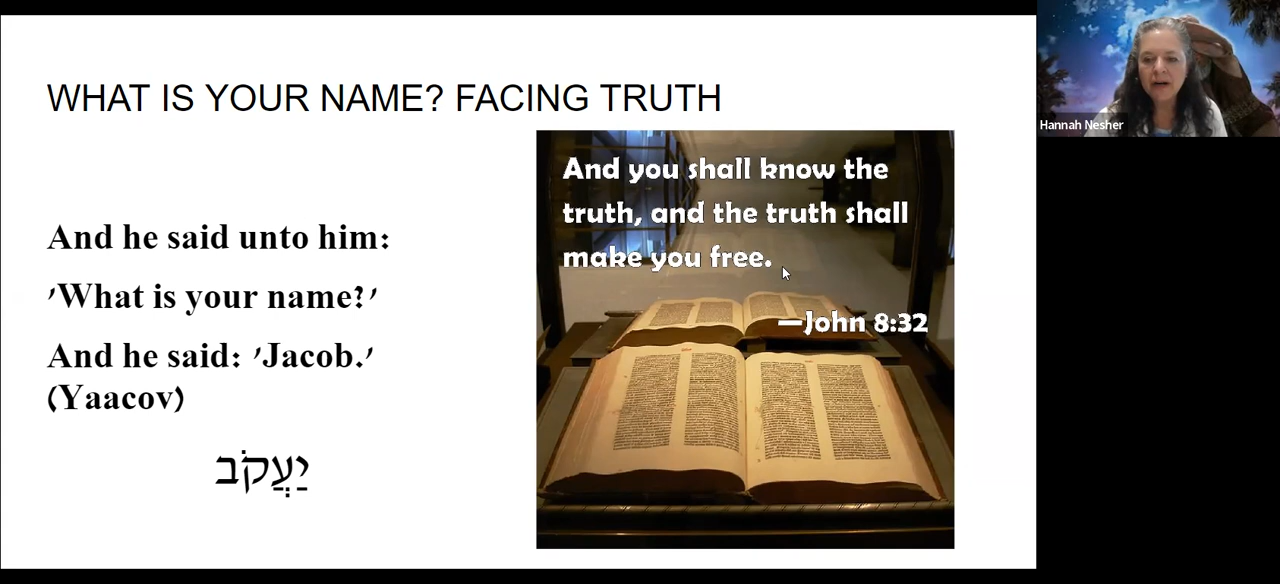 WHAT IS YOUR NAME? FACING TRUTH
And he said unto him:
'What is your name?'
And he said: 'Jacob.'
(Yaacov)
יַעֲקֹב
And you shall know the
truth, and the truth shall
make you free.
—John 8:32
Hannah Nesher